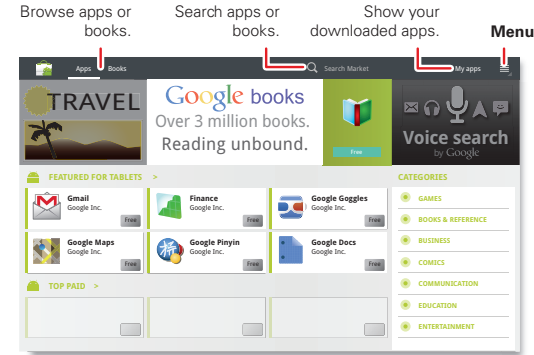 Browse apps or
books.
Search apps or
books.
Show your
downloaded apps.
Menu
Apps Books Search Market My apps
TRAVEL
Google books
Over 3 million books.
Reading unbound.
Free
Voice search
by Google
FEATURED FOR TABLETS >
Gmail
Google Inc.
Free
Finance
Google Inc.
Free
Google Goggles
Google Inc.
Free
Google Maps
Google Inc.
Free
Google Pinyin
Google Inc.
Free
Google Docs
Google Inc.
Free
TOP PAID >
CATEGORIES
GAMES
BOOKS & REFERENCE
BUSINESS
COMICS
COMMUNICATION
EDUCATION
ENTERTAINMENT